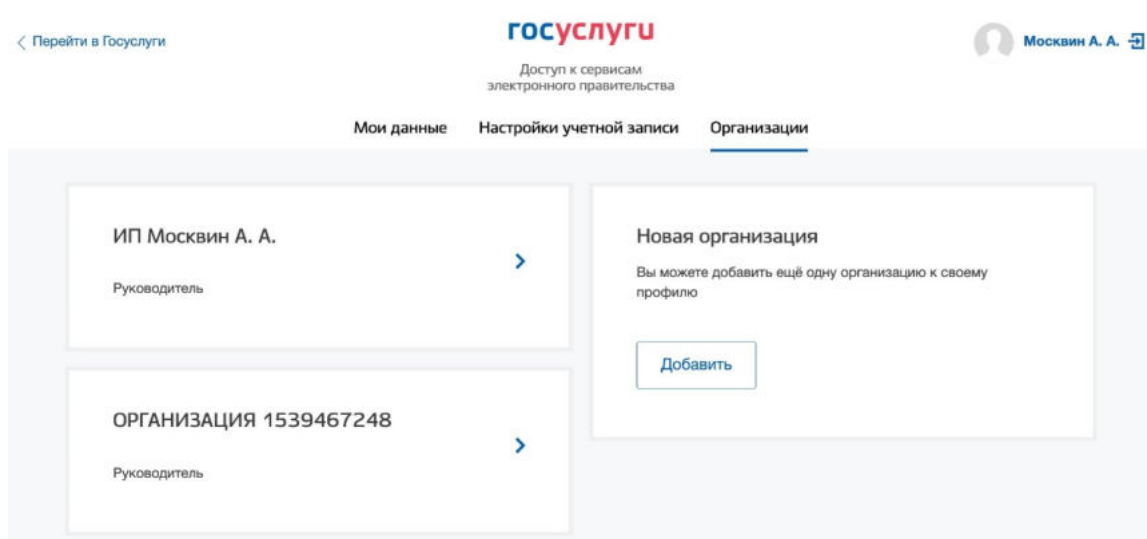 Перейти в Госуслуги
госуслуги
Москвин А. А.
Доступ к сервисам
электронного правительства
Мои данные Настройки учетной записи Организации
ИП Москвин А. А.
Руководитель
Новая организация
Вы можете добавить ещё одну организацию к своему
профилю
Добавить
ОРГАНИЗАЦИЯ 1539467248
Руководитель